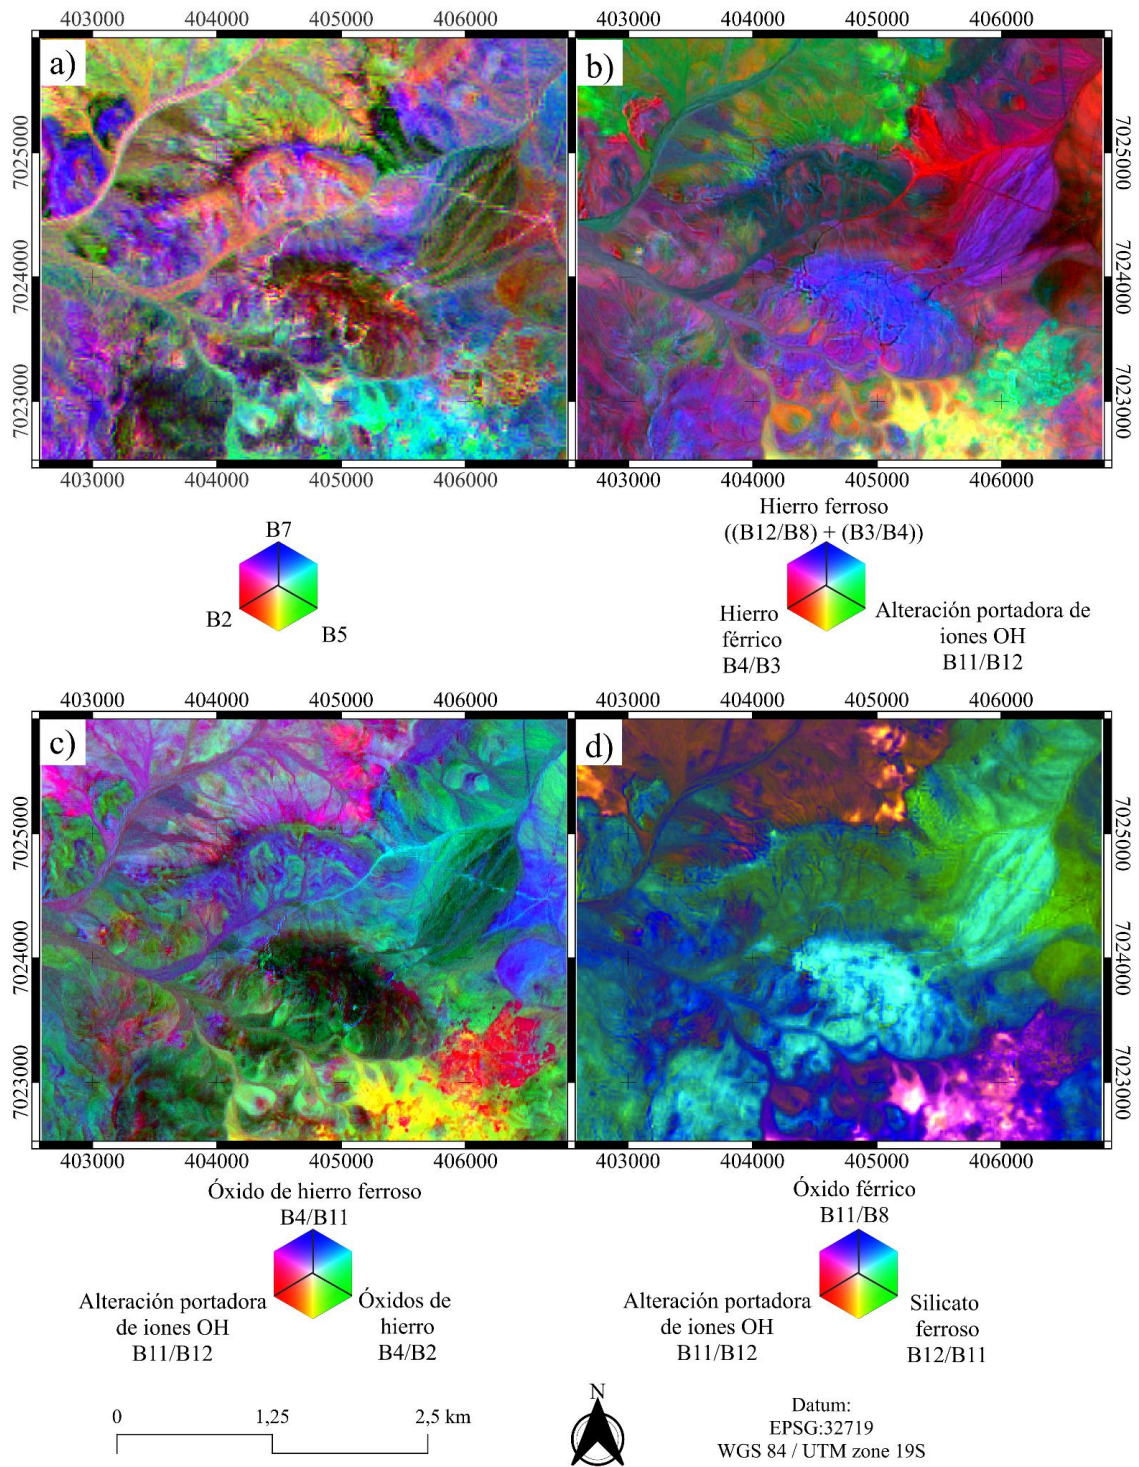 403000 404000 405000 406000
403000 404000 405000 406000
a)
b)
7025000
7024000
7023000
7025000
7024000
7023000
403000 404000 405000 406000
403000 404000 405000 406000
B7
B2
B5
Hierro ferroso
((B12/B8) + (B3/B4))
Hierro
férrico
B4/B3
Alteración portadora de
iones OH
B11/B12
403000 404000 405000 406000
403000 404000 405000 406000
c)
d)
7025000
7024000
7023000
7025000
7024000
7023000
403000 404000 405000 406000
403000 404000 405000 406000
Óxido de hierro ferroso
B4/B11
Alteración portadora
de iones OH
B11/B12
Óxidos de
hierro
B4/B2
Óxido férrico
B11/B8
Alteración portadora
de iones OH
B11/B12
Silicato
ferroso
B12/B11
0 1,25 2,5 km
N
Datum:
EPSG:32719
WGS 84 / UTM zone 19S